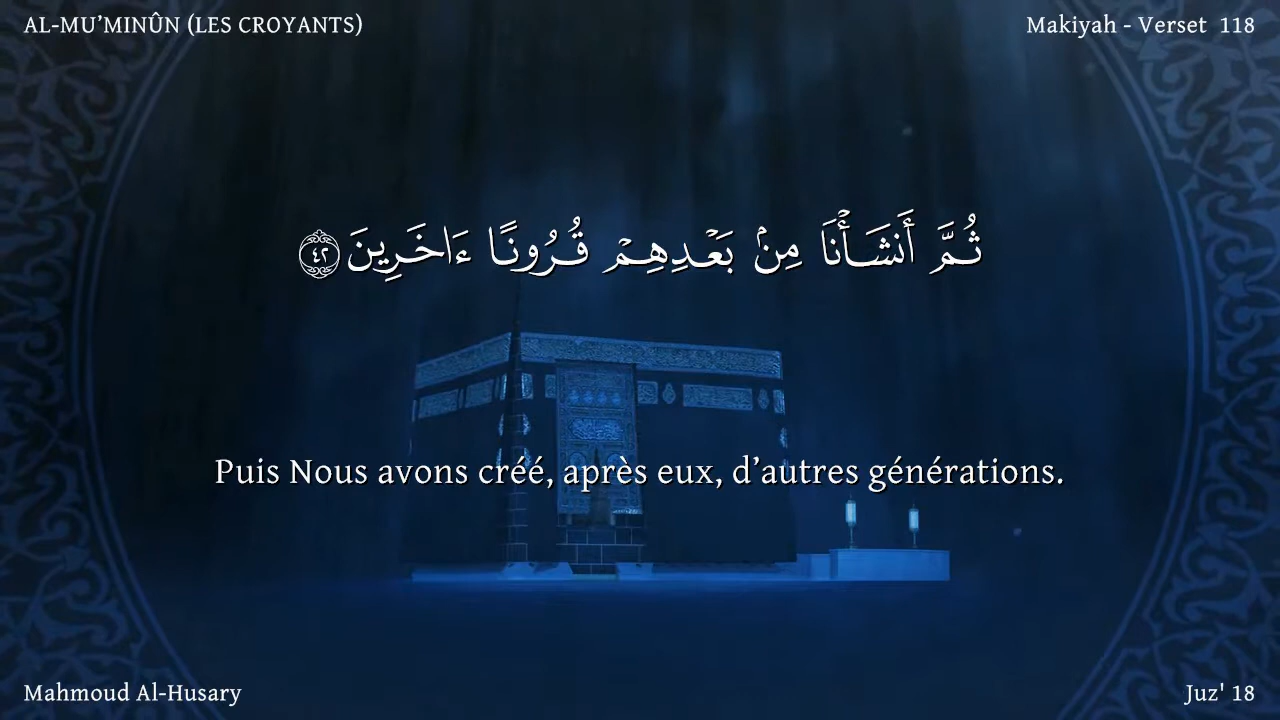 AL-MU’MINÛN (LES CROYANTS)
Makiyah - Verset 118
ثُمَّ أَنشَأْنَا مِنۢ بَعْدِهِمْ قُرُونًا ءَاخَرِينَ ٤٢
Puis Nous avons créé, après eux, d’autres générations.
Mahmoud Al-Husary
Juz' 18